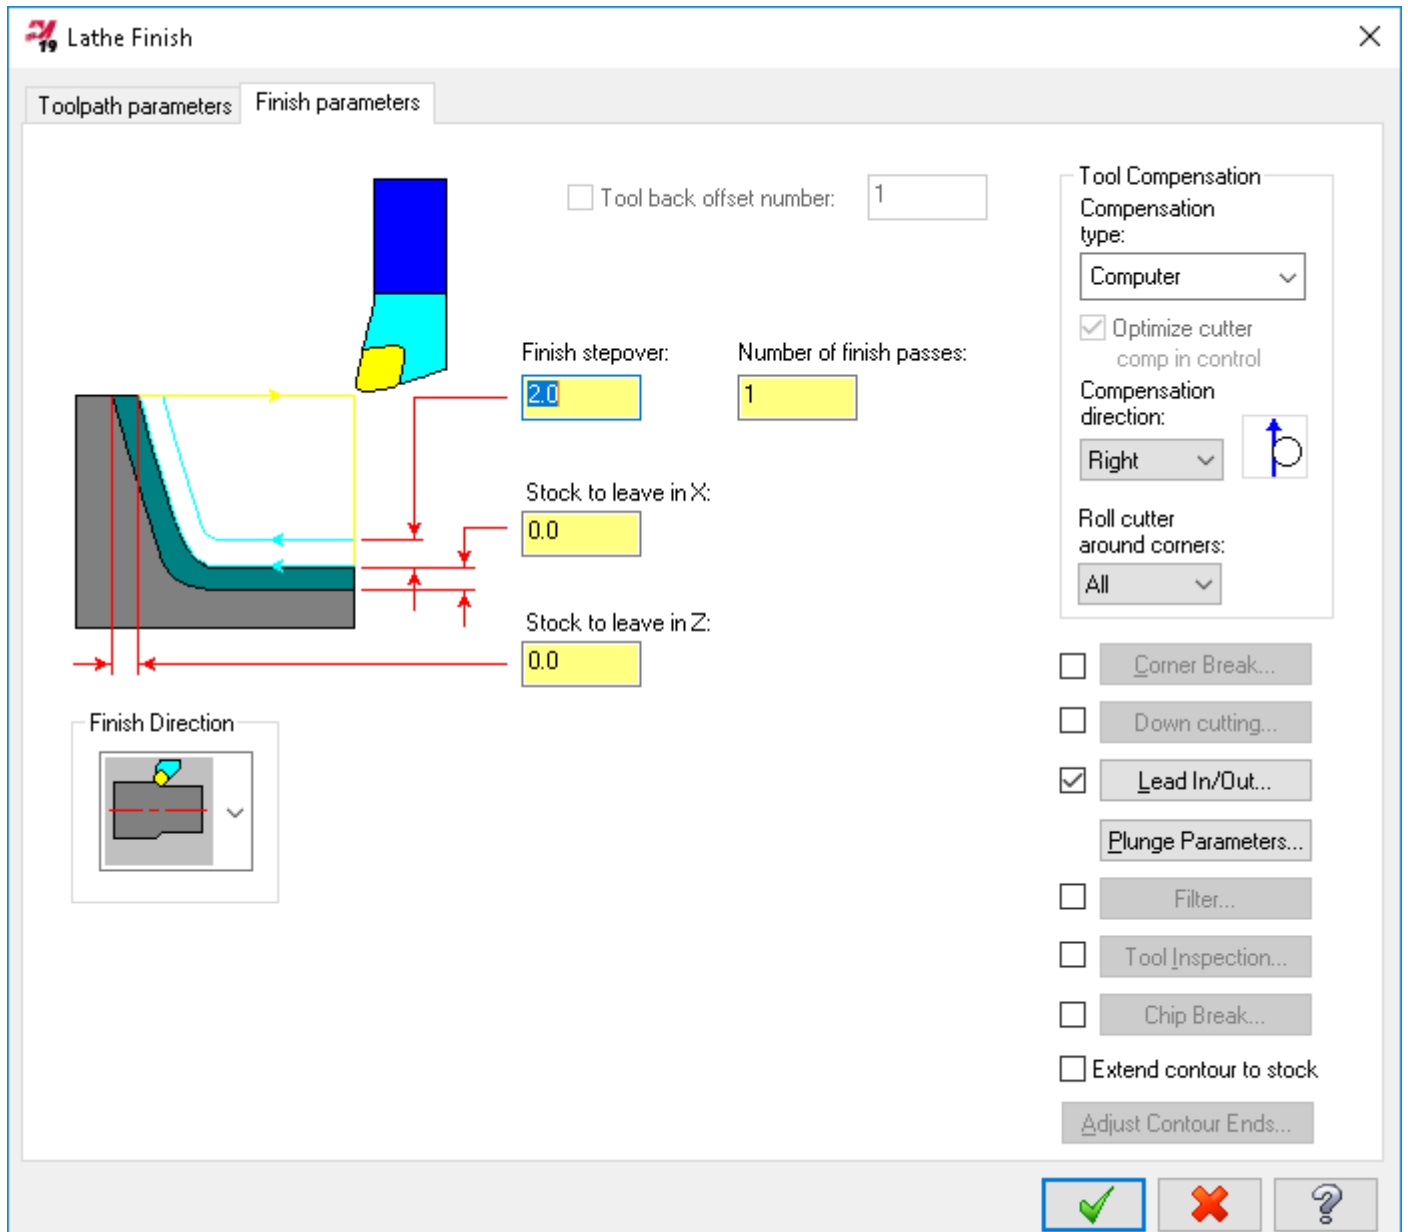 19 Lathe Finish
Toolpath parameters
Finish parameters
Tool back offset number:
1
Tool Compensation
Compensation
type:
Computer
Optimize cutter
comp in control
Finish stepover:
2.0
Number of finish passes:
1
Compensation
direction:
Right
Stock to leave in X:
0.0
Roll cutter
around corners:
All
Stock to leave in Z:
0.0
Finish Direction
Corner Break...
Down cutting...
Lead In/Out...
Plunge Parameters...
Filter...
Tool Inspection...
Chip Break...
Extend contour to stock
Adjust Contour Ends...